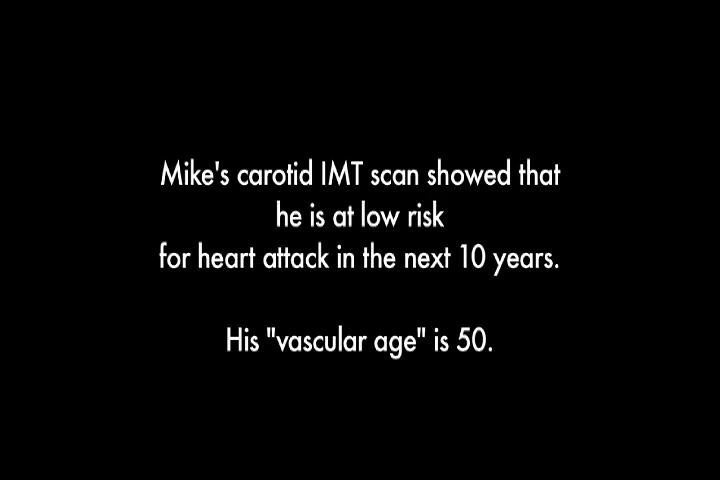 Mike's carotid IMT scan showed that
he is at low risk
for heart attack in the next 10 years.
His "vascular age" is 50.